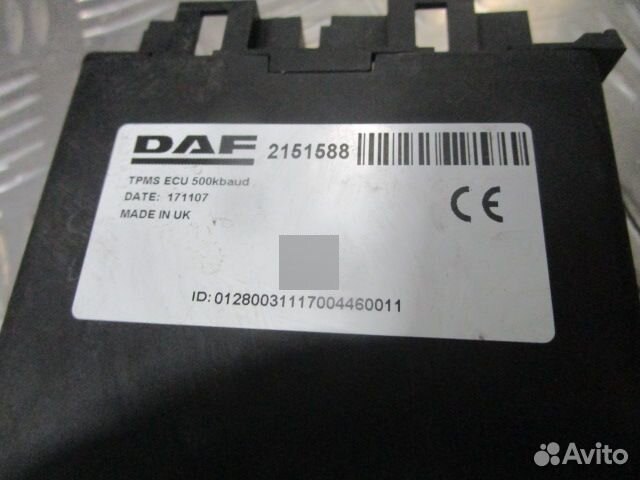 DAF 2151588
TPMS ECU 500kbaud
DATE: 171107
MADE IN UK
CE
ID: 01280031117004460011
Avito